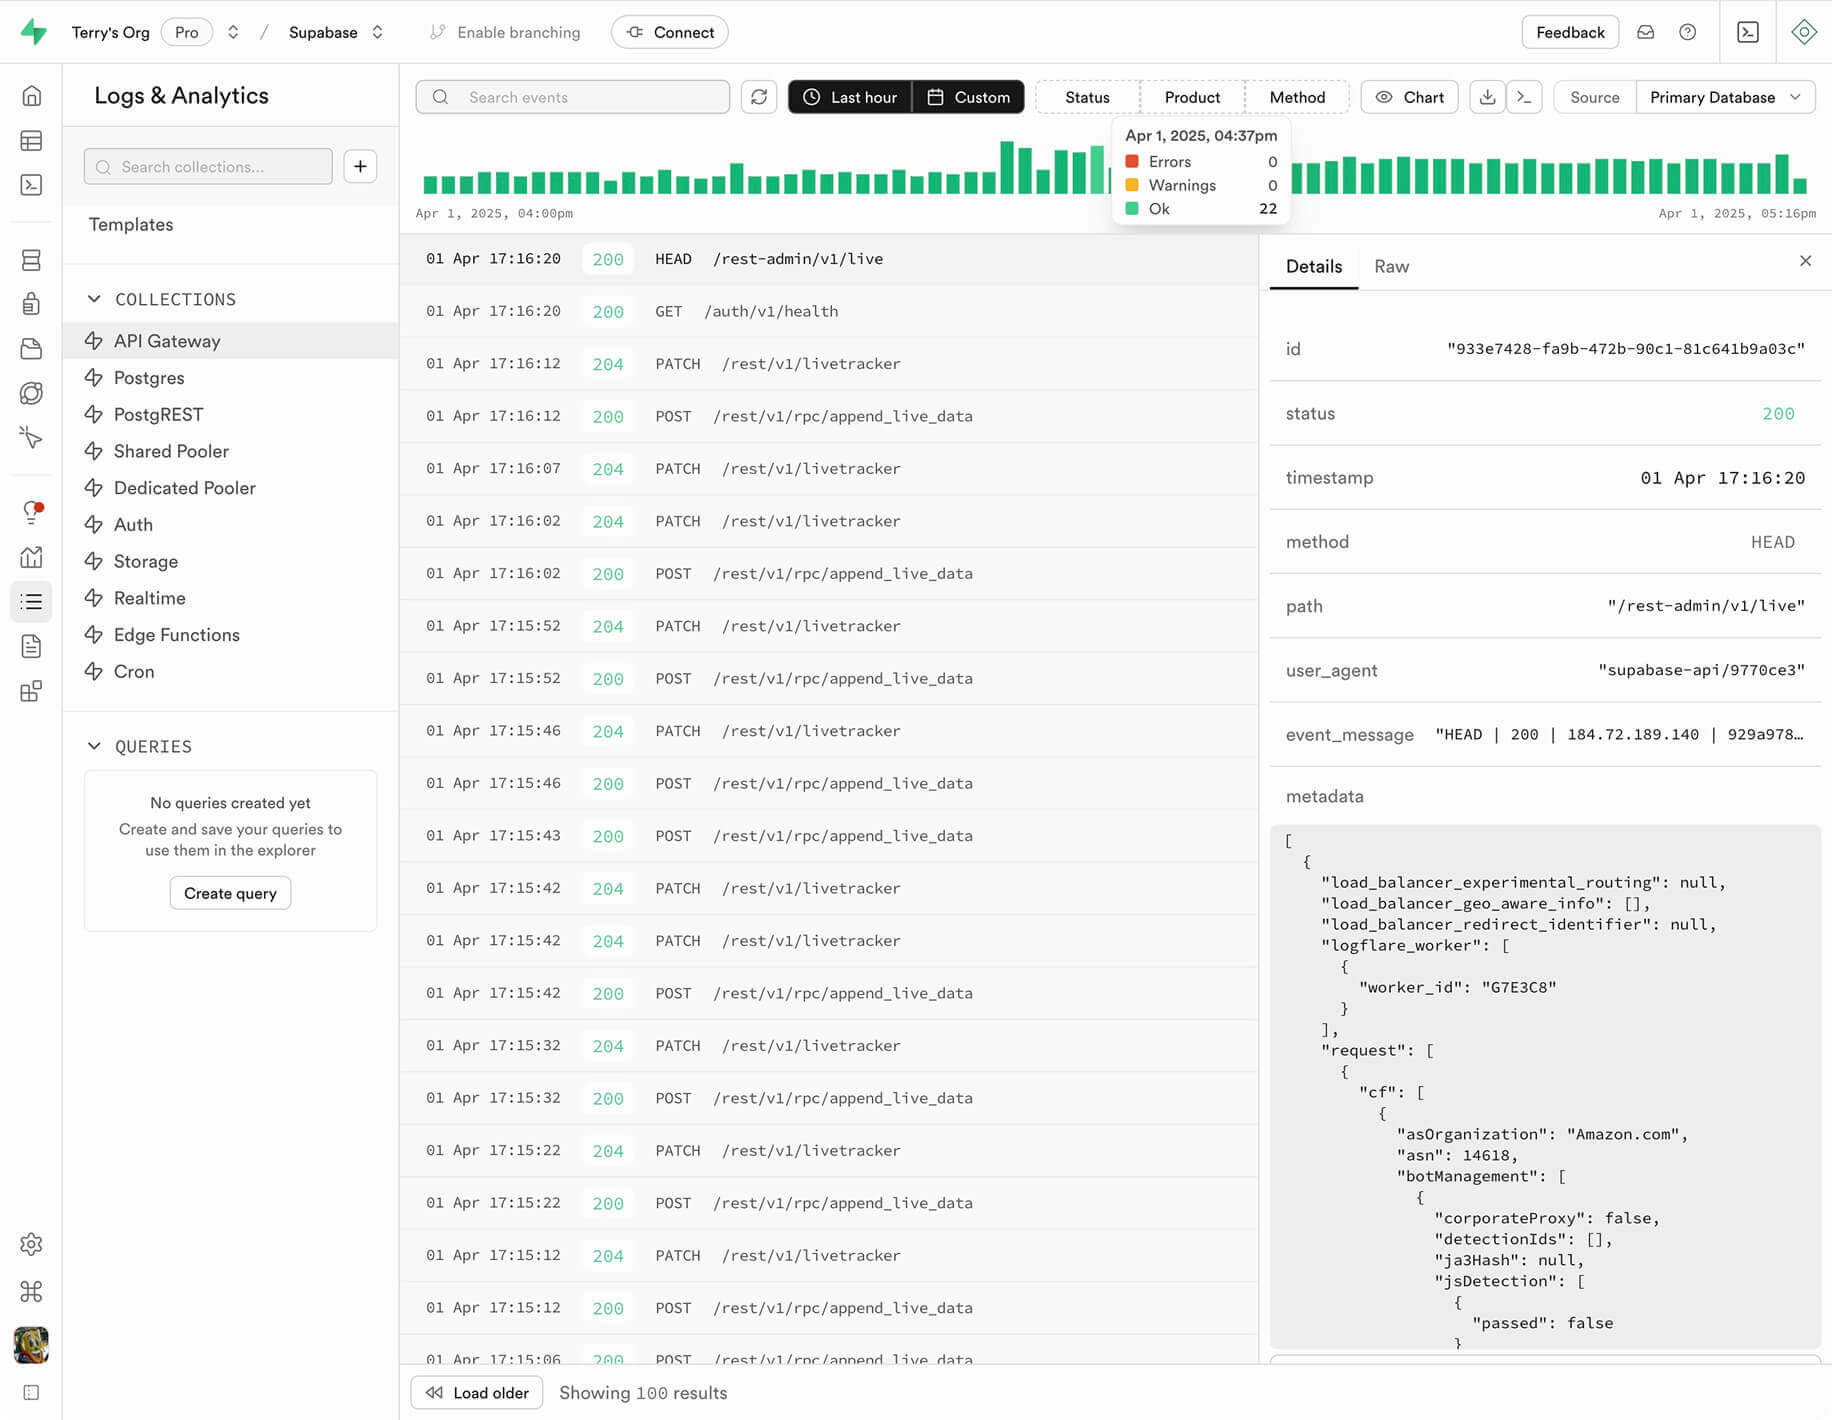 Terry's Org Pro / Supabase Enable branching Connect Feedback
Logs & Analytics
Search collections...
Templates
COLLECTIONS
API Gateway
Postgres
PostgREST
Shared Pooler
Dedicated Pooler
Auth
Storage
Realtime
Edge Functions
Cron
QUERIES
No queries created yet
Create and save your queries to
use them in the explorer
Create query
Search events Last hour Custom Status Product Method Chart Source Primary Database
Apr 1, 2025, 04:37pm
Errors 0
Warnings 0
Ok 22
Apr 1, 2025, 04:00pm Apr 1, 2025, 05:16pm
01 Apr 17:16:20 200 HEAD /rest-admin/v1/live
01 Apr 17:16:20 200 GET /auth/v1/health
01 Apr 17:16:12 204 PATCH /rest/v1/livetracker
01 Apr 17:16:12 200 POST /rest/v1/rpc/append_live_data
01 Apr 17:16:07 204 PATCH /rest/v1/livetracker
01 Apr 17:16:02 204 PATCH /rest/v1/livetracker
01 Apr 17:16:02 200 POST /rest/v1/rpc/append_live_data
01 Apr 17:15:52 204 PATCH /rest/v1/livetracker
01 Apr 17:15:52 200 POST /rest/v1/rpc/append_live_data
01 Apr 17:15:46 204 PATCH /rest/v1/livetracker
01 Apr 17:15:46 200 POST /rest/v1/rpc/append_live_data
01 Apr 17:15:43 200 POST /rest/v1/rpc/append_live_data
01 Apr 17:15:42 204 PATCH /rest/v1/livetracker
01 Apr 17:15:42 204 PATCH /rest/v1/livetracker
01 Apr 17:15:42 200 POST /rest/v1/rpc/append_live_data
01 Apr 17:15:32 204 PATCH /rest/v1/livetracker
01 Apr 17:15:32 200 POST /rest/v1/rpc/append_live_data
01 Apr 17:15:22 204 PATCH /rest/v1/livetracker
01 Apr 17:15:22 200 POST /rest/v1/rpc/append_live_data
01 Apr 17:15:12 204 PATCH /rest/v1/livetracker
01 Apr 17:15:12 200 POST /rest/v1/rpc/append_live_data
01 Apr 17:15:06 200 POST /rest/v1/rpc/append_live_data
Load older Showing 100 results
Details Raw
id "933e7428-fa9b-472b-90c1-81c641b9a03c"
status 200
timestamp 01 Apr 17:16:20
method HEAD
path "/rest-admin/v1/live"
user_agent "supabase-api/9770ce3"
event_message "HEAD | 200 | 184.72.189.140 | 929a978…
metadata
[
{
"load_balancer_experimental_routing": null,
"load_balancer_geo_aware_info": [],
"load_balancer_redirect_identifier": null,
"logflare_worker": [
{
"worker_id": "G7E3C8"
}
],
"request": [
{
"cf": [
{
"asOrganization": "Amazon.com",
"asn": 14618,
"botManagement": [
{
"corporateProxy": false,
"detectionIds": [],
"ja3Hash": null,
"jsDetection": [
{
"passed": false
}